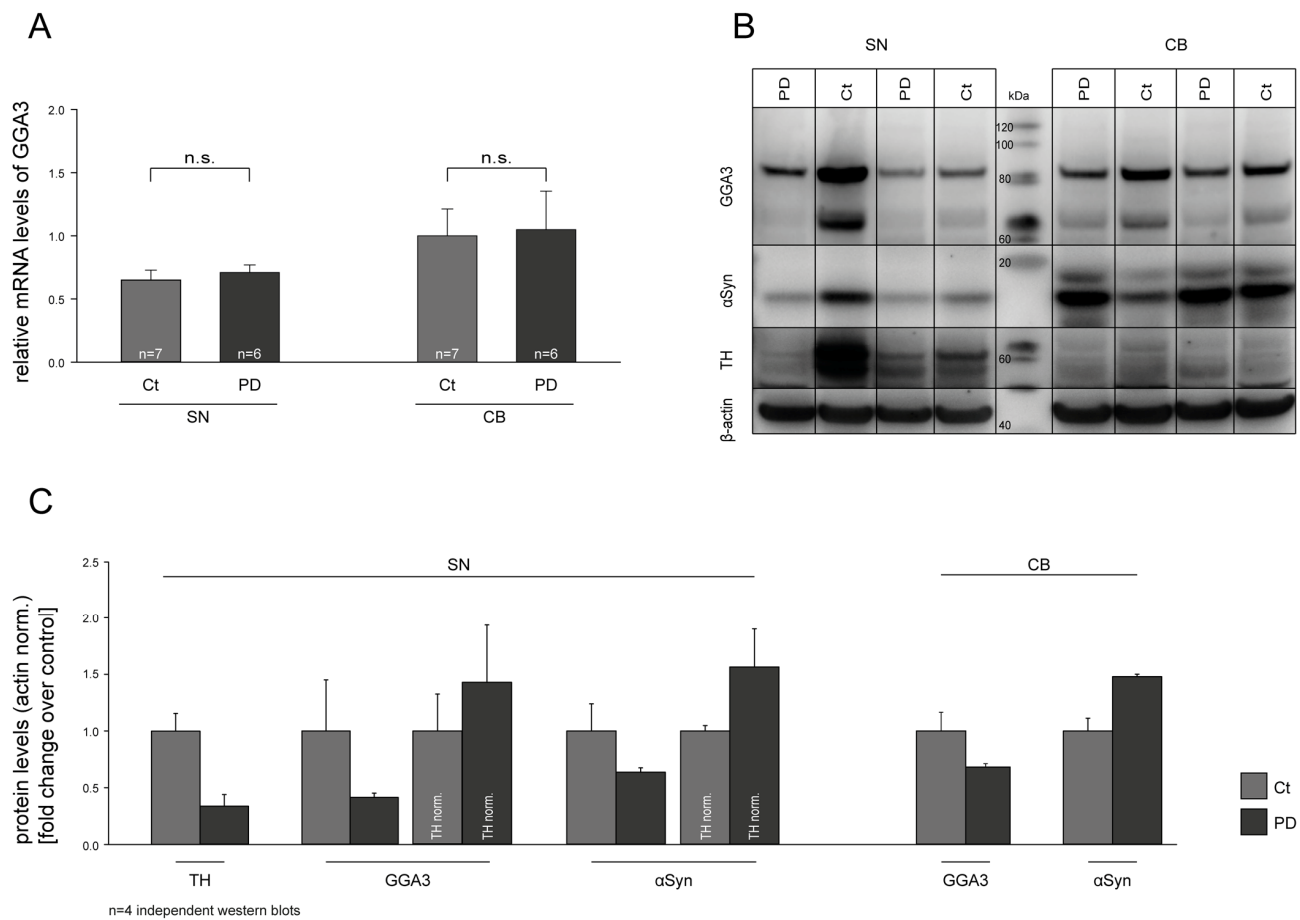 A
relative mRNA levels of GGA3
2.0
1.5
1.0
0.5
0.0
n.s.
n.s.
n=7
n=6
n=7
n=6
Ct
PD
Ct
PD
SN
CB
B
SN
CB
PD
Ct
PD
Ct
kDa
PD
Ct
PD
Ct
GGA3
120
100
80
60
αSyn
20
TH
60
β-actin
40
C
protein levels (actin norm.)
[fold change over control]
2.5
2.0
1.5
1.0
0.5
0.0
SN
CB
TH norm.
TH norm.
TH norm.
TH norm.
TH
GGA3
αSyn
GGA3
αSyn
Ct
PD
n=4 independent western blots